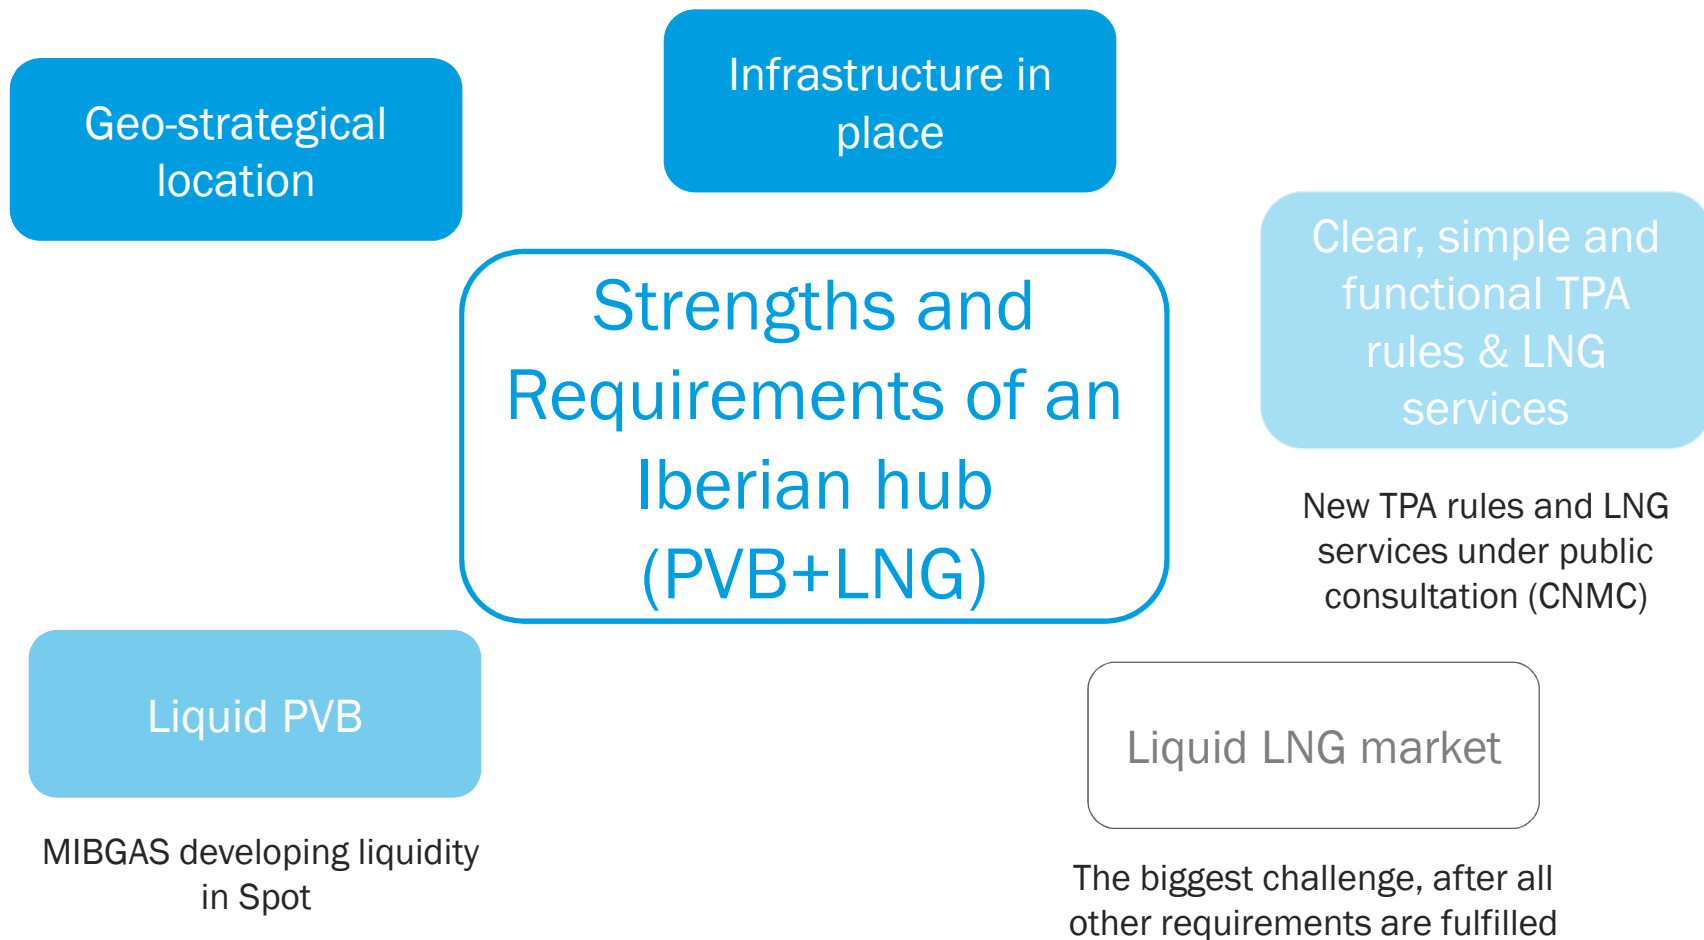 Infrastructure in
place
Geo-strategical
location
Clear, simple and
functional TPA
rules & LNG
services
Strengths and
Requirements of an
Iberian hub
(PVB+LNG)
New TPA rules and LNG
services under public
consultation (CNMC)
Liquid PVB
Liquid LNG market
MIBGAS developing liquidity
in Spot
The biggest challenge, after all
other requirements are fulfilled